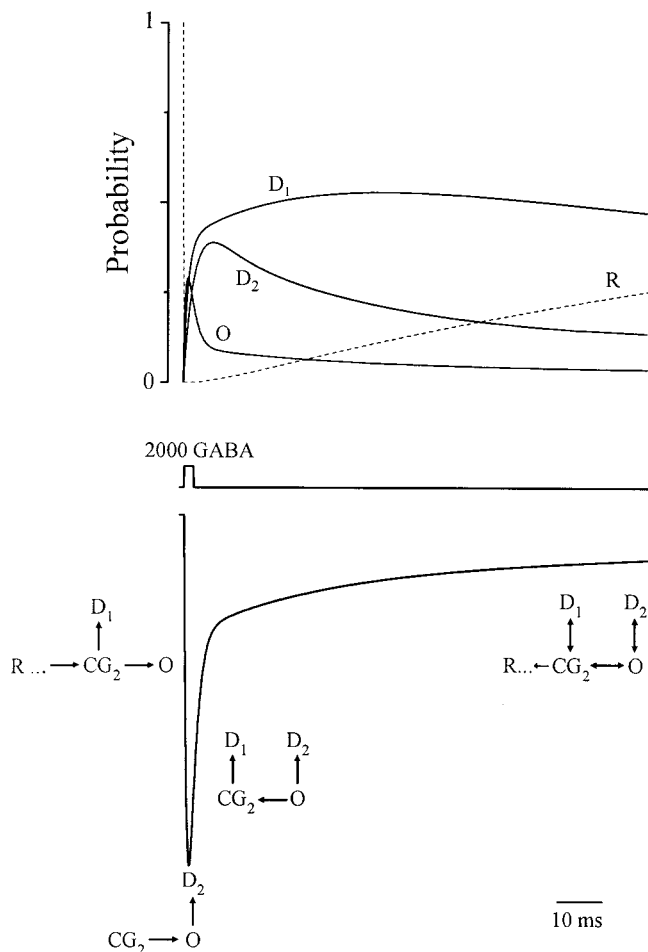 1
Probability
0
D₁
D₂
O
R
2000 GABA
D₁
R ... → CG₂ → O
D₁ D₂
R... ← CG₂ ↔ O
D₁ D₂
CG₂ ← O
D₂
CG₂ → O
10 ms